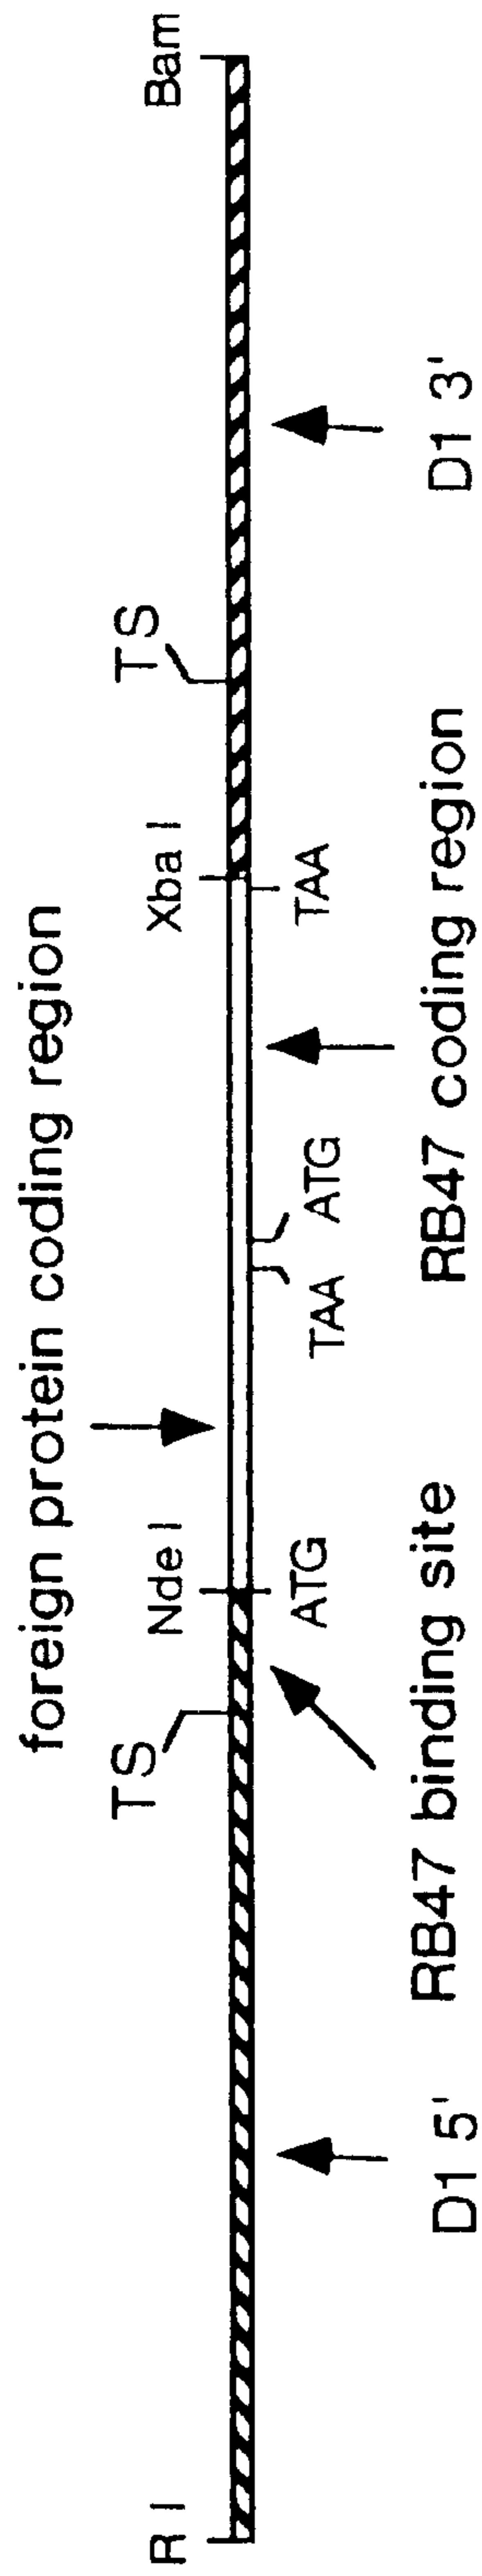 foreign protein coding region
TS
TS
R I
Nde I
Xba I
Bam
ATG
TAA
ATG
TAA
D1 5'
RB47 binding site
RB47 coding region
D1 3'